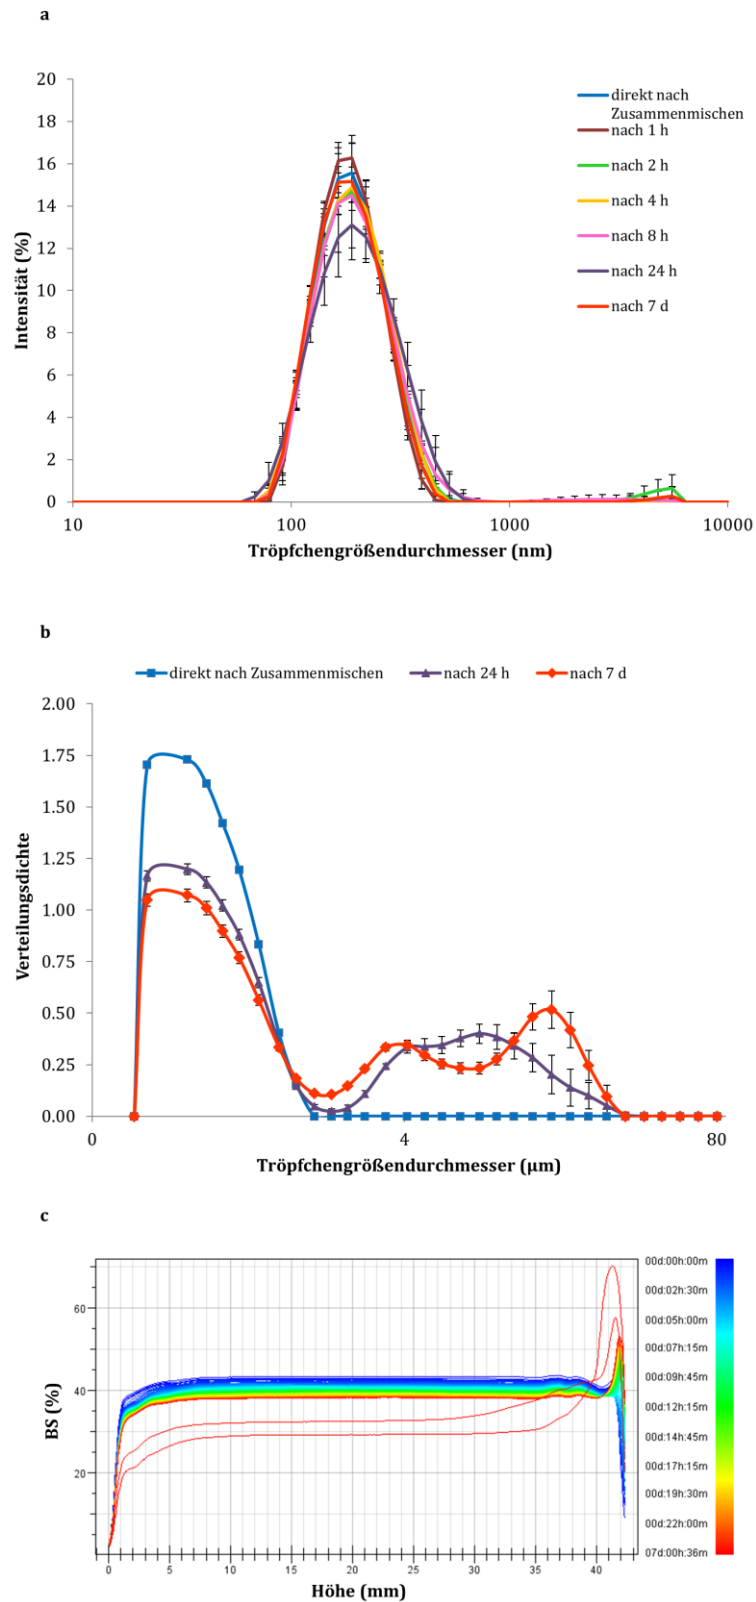 a
20
18
16
14
12
10
8
6
4
2
0
Intensität (%)
10
100
1000
10000
Tröpfchengrößendurchmesser (nm)
direkt nach
Zusammenmischen
nach 1 h
nach 2 h
nach 4 h
nach 8 h
nach 24 h
nach 7 d
b
direkt nach Zusammenmischen
nach 24 h
nach 7 d
2.00
1.75
1.50
1.25
1.00
0.75
0.50
0.25
0.00
Verteilungsdichte
0
4
80
Tröpfchengrößendurchmesser (µm)
c
60
40
20
BS (%)
0
5
10
15
20
25
30
35
40
Höhe (mm)
00d:00h:00m
00d:02h:30m
00d:05h:00m
00d:07h:15m
00d:09h:45m
00d:12h:15m
00d:14h:45m
00d:17h:15m
00d:19h:30m
00d:22h:00m
07d:00h:36m